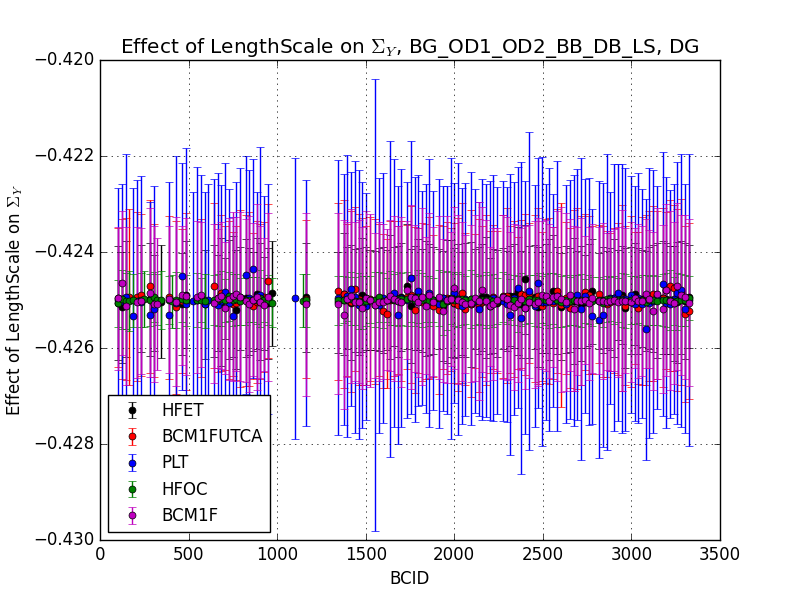 Effect of LengthScale on Σ_Y, BG_OD1_OD2_BB_DB_LS, DG
Effect of LengthScale on Σ_Y
−0.420
−0.422
−0.424
−0.426
−0.428
−0.430
HFET
BCM1FUTCA
PLT
HFOC
BCM1F
0 500 1000 1500 2000 2500 3000 3500
BCID